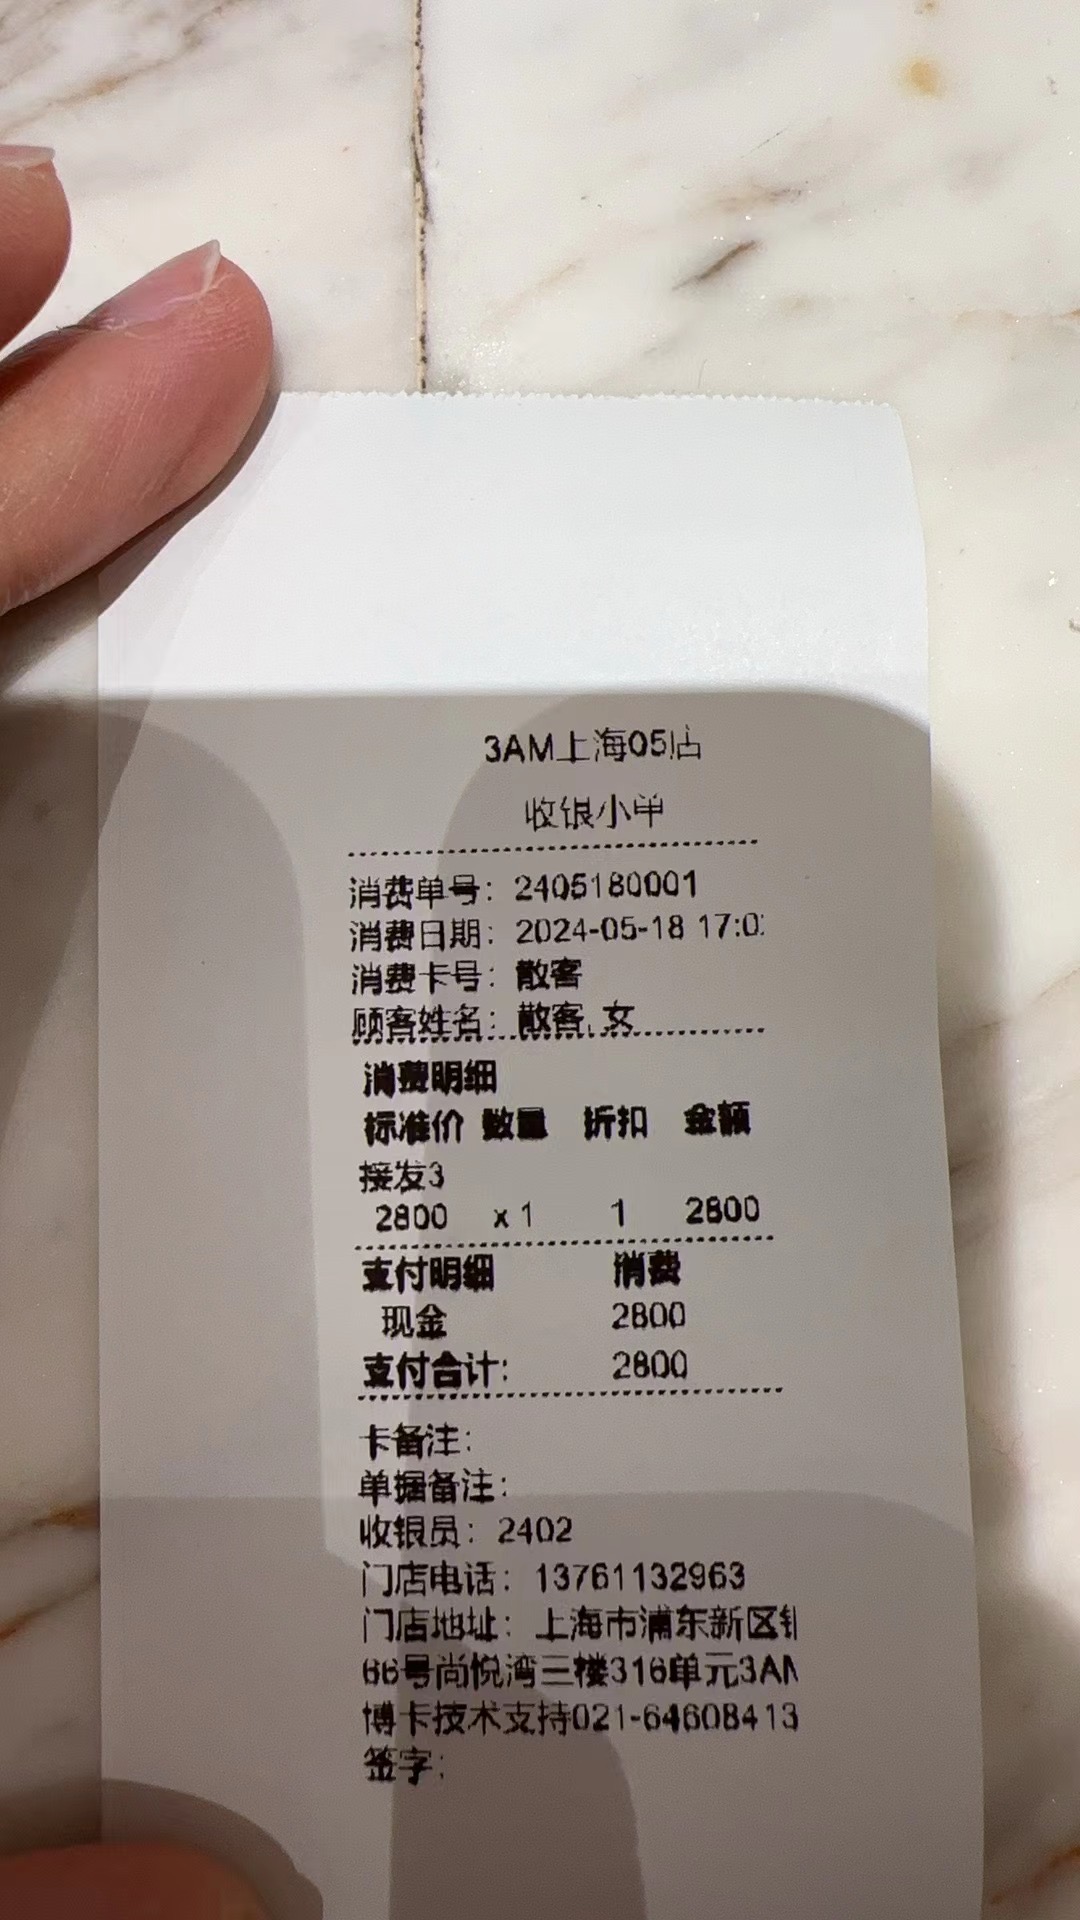 3AM上海05店
收银小单
消费单号：2405180001
消费日期：2024-05-18 17:0
消费卡号：散客
顾客姓名：散客 女
消费明细
标准价 数量 折扣 金额
接发3
2800 x 1 1 2800
支付明细 消费
现金 2800
支付合计： 2800
卡备注：
单据备注：
收银员：2402
门店电话：13761132963
门店地址：上海市浦东新区
66号尚悦湾三楼316单元3AM
博卡技术支持021-64608413
签字：